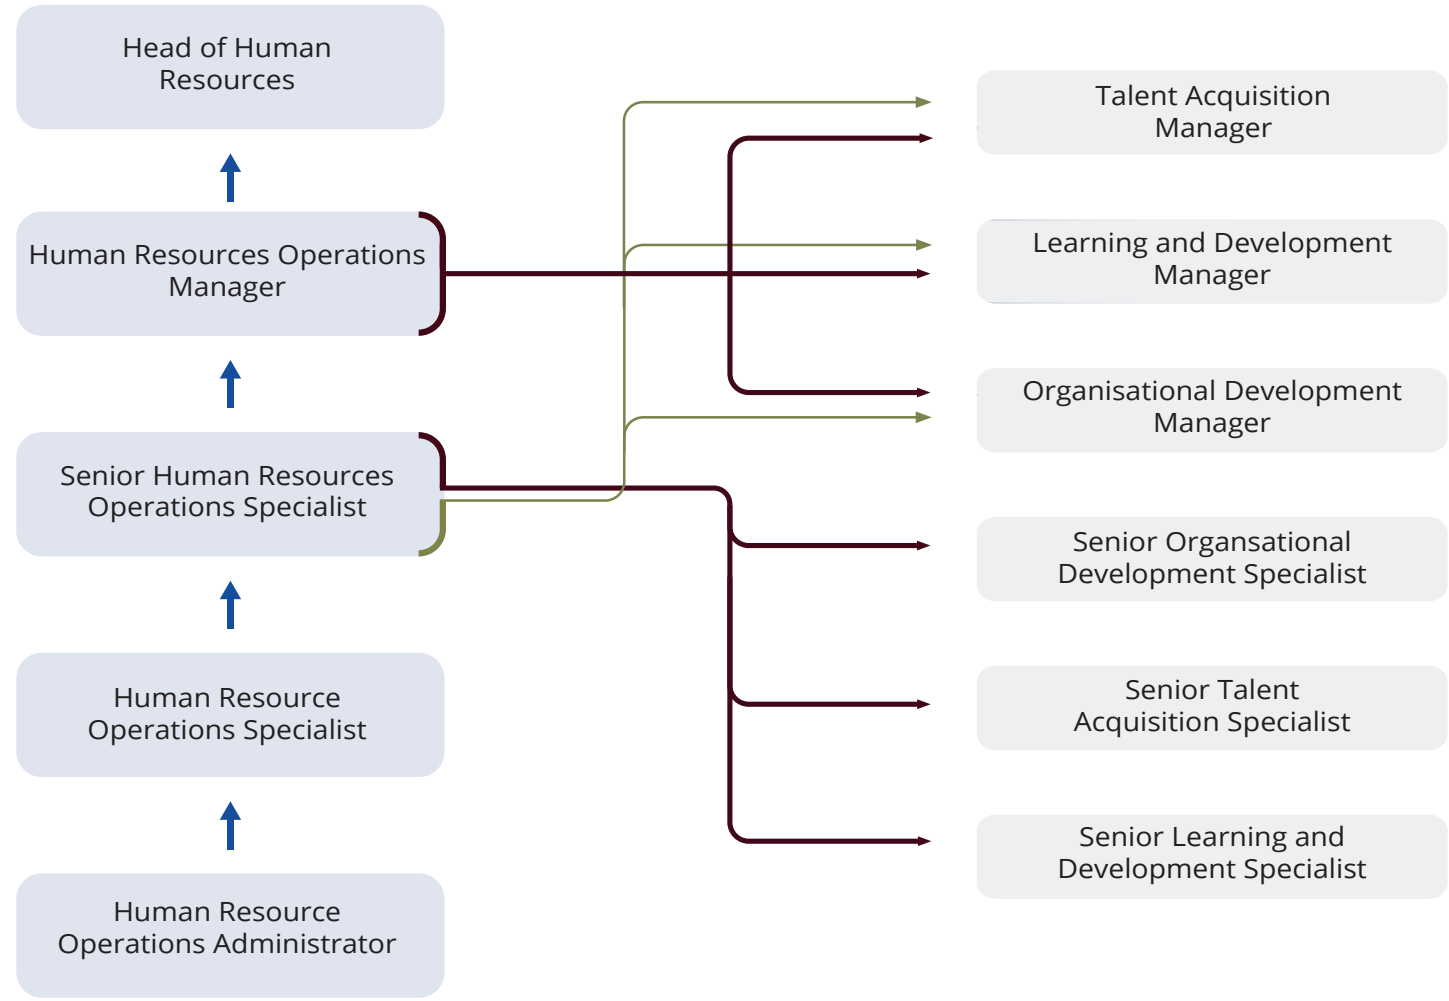 Head of Human
Resources
Human Resources Operations
Manager
Senior Human Resources
Operations Specialist
Human Resource
Operations Specialist
Human Resource
Operations Administrator
Talent Acquisition
Manager
Learning and Development
Manager
Organisational Development
Manager
Senior Organsational
Development Specialist
Senior Talent
Acquisition Specialist
Senior Learning and
Development Specialist